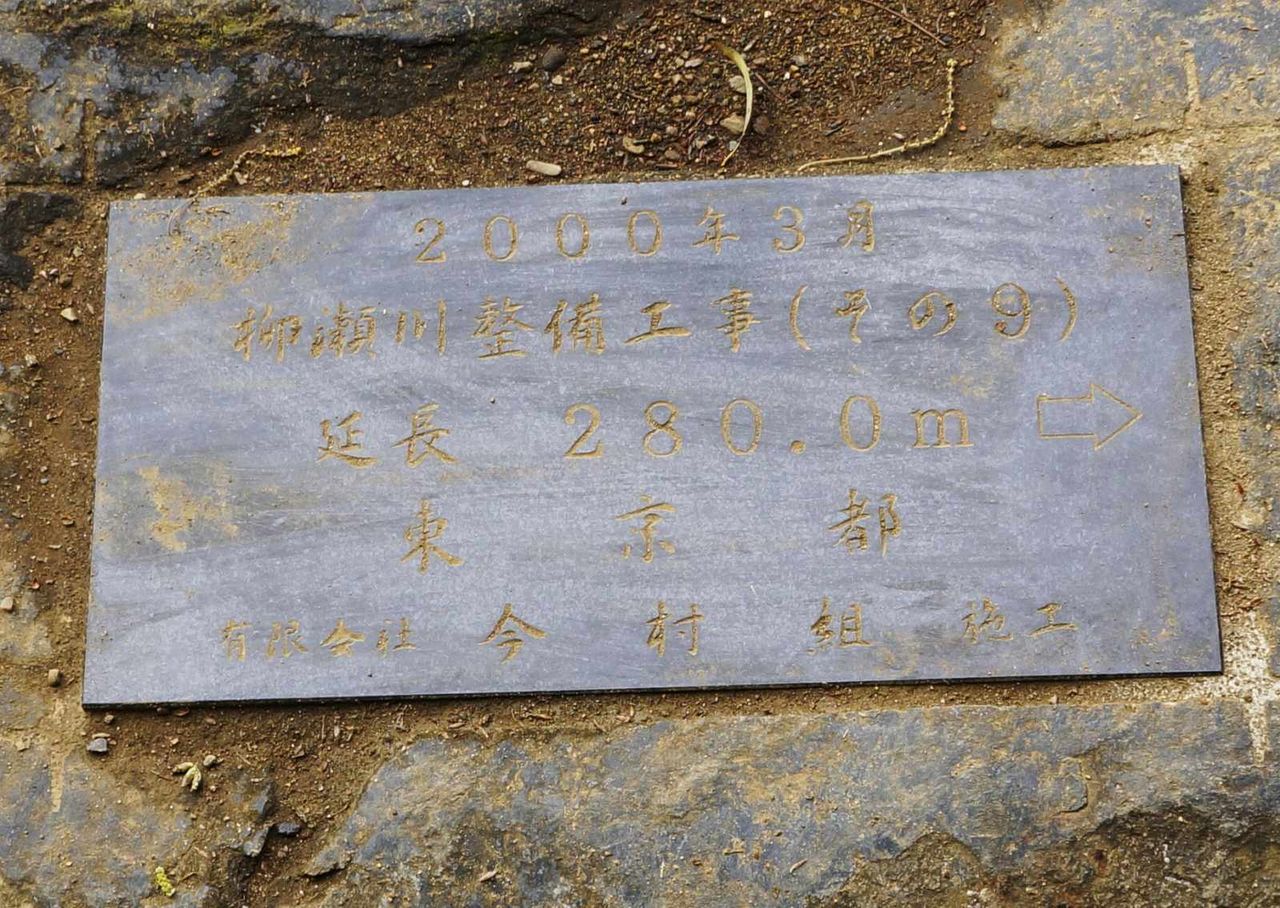 2000年3月
柳瀬川整備工事(その9)
延長 280.0m ⇨
東京都
有限会社 今村組 施工